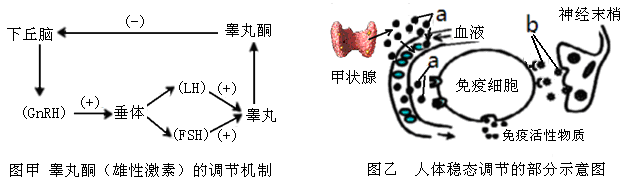 (−)
下丘脑
睾丸酮
(GnRH)
(+)
垂体
(LH)
(+)
(FSH)
(+)
睾丸
图甲 睾丸酮（雄性激素）的调节机制
a
血液
甲状腺
a
免疫细胞
b
神经末梢
免疫活性物质
图乙 人体稳态调节的部分示意图